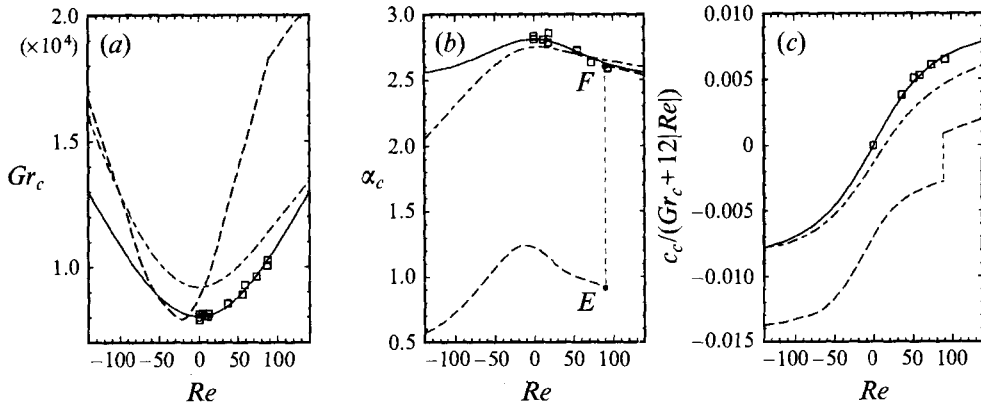 2.0
(×10⁴)
1.5
Gr_c
1.0
(a)
−100 −50 0 50 100
Re
3.0
2.5
2.0
α_c
1.5
1.0
0.5
(b)
F
E
−100 −50 0 50 100
Re
0.010
0.005
0
−0.005
−0.010
−0.015
c_c/(Gr_c + 12|Re|)
(c)
−100 −50 0 50 100
Re